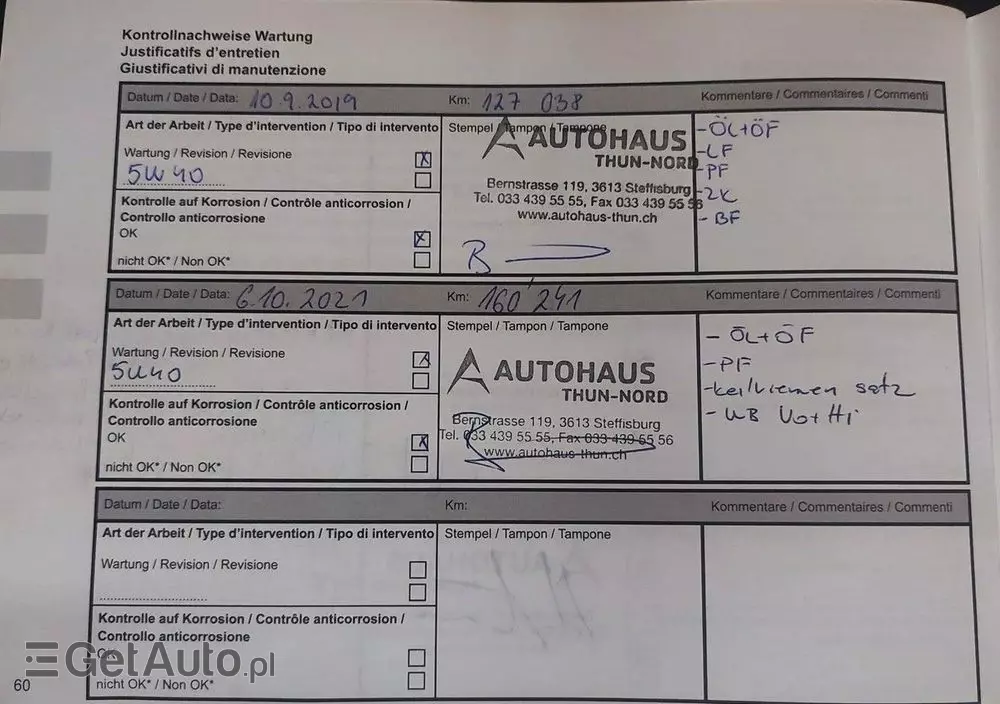 Kontrollnachweise Wartung
Justificatifs d'entretien
Giustificativi di manutenzione
Datum / Date / Data: 10.9.2019 Km: 127 038 Kommentare / Commentaires / Commenti
Art der Arbeit / Type d'intervention / Tipo di intervento
Wartung / Revision / Revisione X
5W40
Kontrolle auf Korrosion / Contrôle anticorrosion /
Controllo anticorrosione
OK X
nicht OK* / Non OK*
Stempel / Tampon / Tampone
AUTOHAUS
THUN-NORD
Bernstrasse 119, 3613 Steffisburg
Tel. 033 439 55 55, Fax 033 439 55 56
www.autohaus-thun.ch
- ÖL+ÖF
- LF
- PF
- ZK
- BF
Datum / Date / Data: 6.10.2021 Km: 160'241 Kommentare / Commentaires / Commenti
Art der Arbeit / Type d'intervention / Tipo di intervento
Wartung / Revision / Revisione X
5W40
Kontrolle auf Korrosion / Contrôle anticorrosion /
Controllo anticorrosione
OK X
nicht OK* / Non OK*
Stempel / Tampon / Tampone
AUTOHAUS
THUN-NORD
Bernstrasse 119, 3613 Steffisburg
Tel. 033 439 55 55, Fax 033 439 55 56
www.autohaus-thun.ch
- ÖL+ÖF
- PF
- Keilriemen satz
- WB Vo+Hi
Datum / Date / Data: Km: Kommentare / Commentaires / Commenti
Art der Arbeit / Type d'intervention / Tipo di intervento
Wartung / Revision / Revisione
Kontrolle auf Korrosion / Contrôle anticorrosion /
Controllo anticorrosione
OK
nicht OK* / Non OK*
Stempel / Tampon / Tampone
GetAuto.pl
60